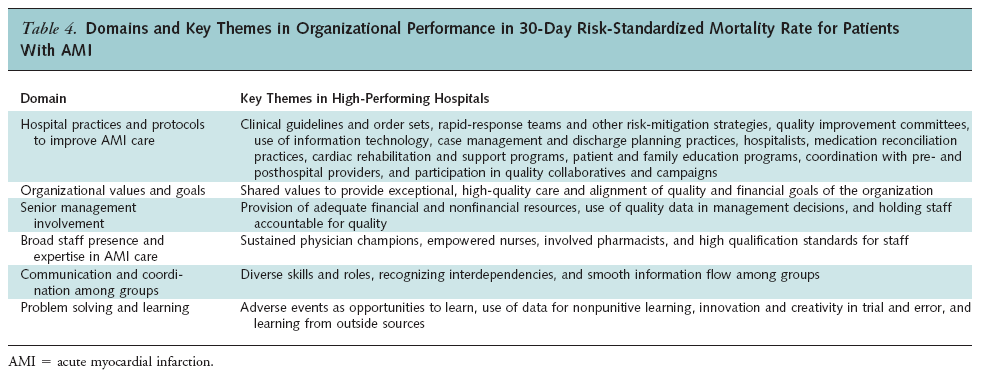 Table 4. Domains and Key Themes in Organizational Performance in 30-Day Risk-Standardized Mortality Rate for Patients
With AMI
Domain Key Themes in High-Performing Hospitals
Hospital practices and protocols Clinical guidelines and order sets, rapid-response teams and other risk-mitigation strategies, quality improvement committees,
to improve AMI care use of information technology, case management and discharge planning practices, hospitalists, medication reconciliation
practices, cardiac rehabilitation and support programs, patient and family education programs, coordination with pre- and
posthospital providers, and participation in quality collaboratives and campaigns
Organizational values and goals Shared values to provide exceptional, high-quality care and alignment of quality and financial goals of the organization
Senior management Provision of adequate financial and nonfinancial resources, use of quality data in management decisions, and holding staff
involvement accountable for quality
Broad staff presence and Sustained physician champions, empowered nurses, involved pharmacists, and high qualification standards for staff
expertise in AMI care
Communication and coordi- Diverse skills and roles, recognizing interdependencies, and smooth information flow among groups
nation among groups
Problem solving and learning Adverse events as opportunities to learn, use of data for nonpunitive learning, innovation and creativity in trial and error, and
learning from outside sources
AMI = acute myocardial infarction.